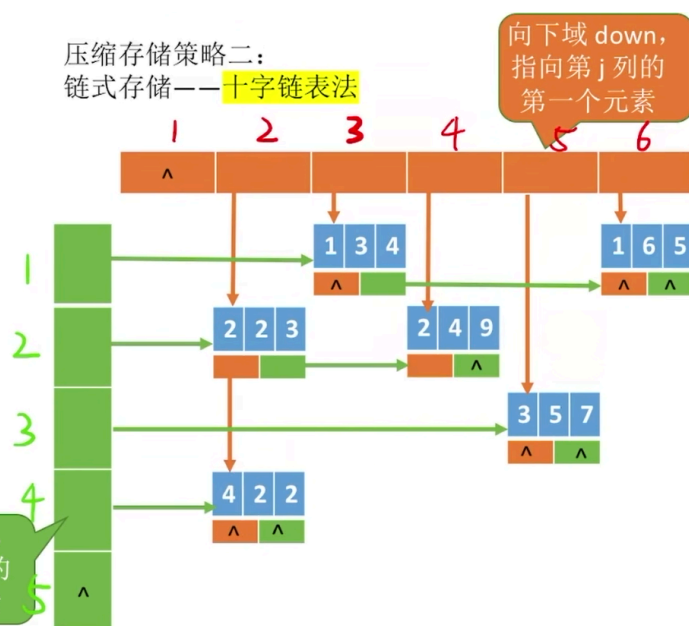 压缩存储策略二：
链式存储——十字链表法
向下域 down，
指向第 j 列的
第一个元素
1 2 3 4 5 6
^
1
1 3 4
1 6 5
^
^ ^
2
2 2 3
2 4 9
^
3
3 5 7
^ ^
4
4 2 2
^ ^
的
5
^